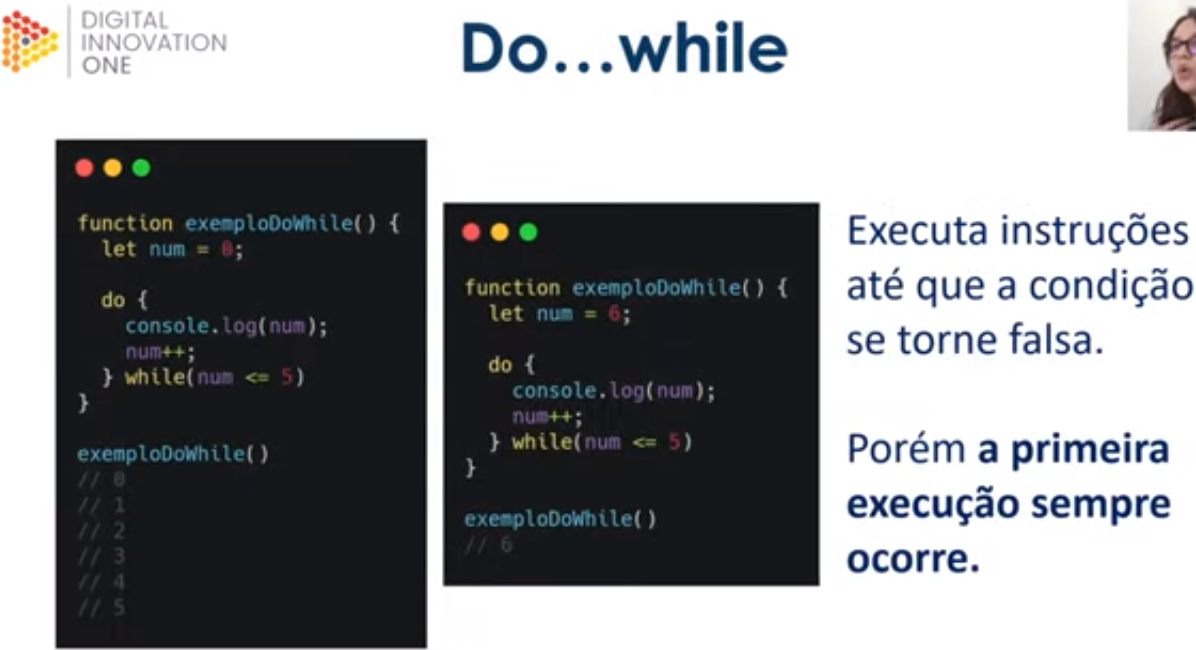 DIGITAL
INNOVATION
ONE
Do...while
function exemploDoWhile() {
let num = 0;
do {
console.log(num);
num++;
} while(num <= 5)
}
exemploDoWhile()
// 0
// 1
// 2
// 3
// 4
// 5
function exemploDoWhile() {
let num = 6;
do {
console.log(num);
num++;
} while(num <= 5)
}
exemploDoWhile()
// 6
Executa instruções
até que a condição
se torne falsa.
Porém a primeira
execução sempre
ocorre.